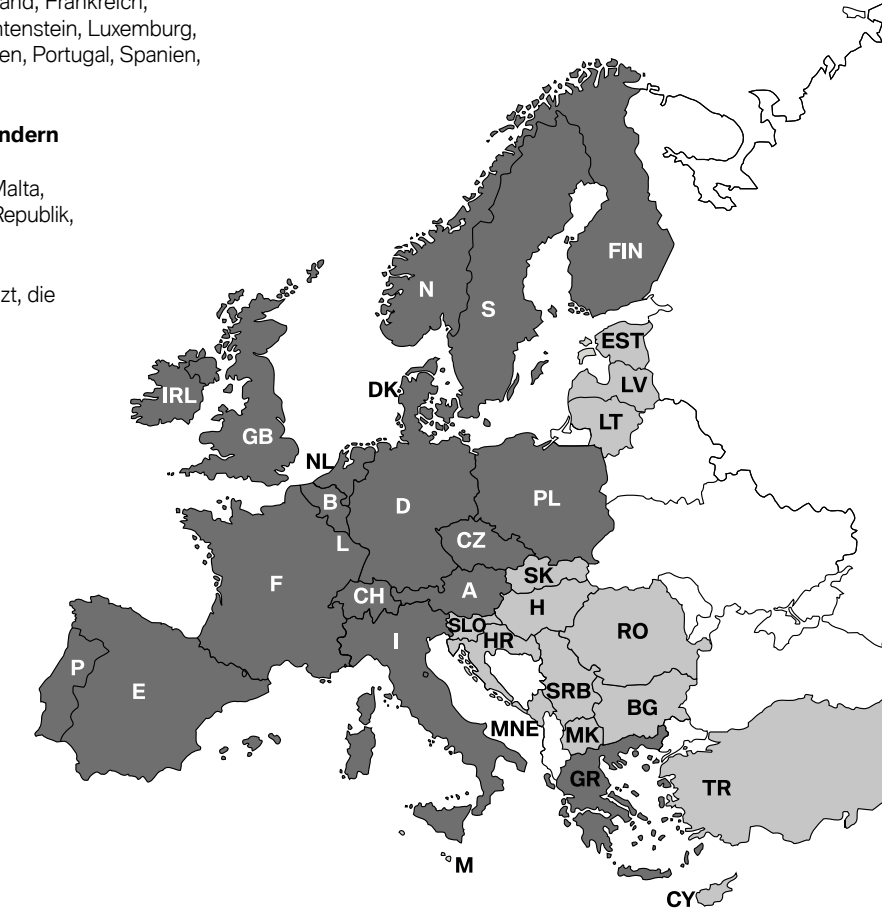 and, Frankreich,
ntenstein, Luxemburg,
en, Portugal, Spanien,
ndern
Malta,
Republik,
zt, die
FIN
N
S
EST
LV
LT
DK
IRL
GB
NL
B
D
PL
L
CZ
SK
F
CH
A
H
SLO
HR
RO
I
P
E
SRB
BG
MNE
MK
GR
TR
M
CY